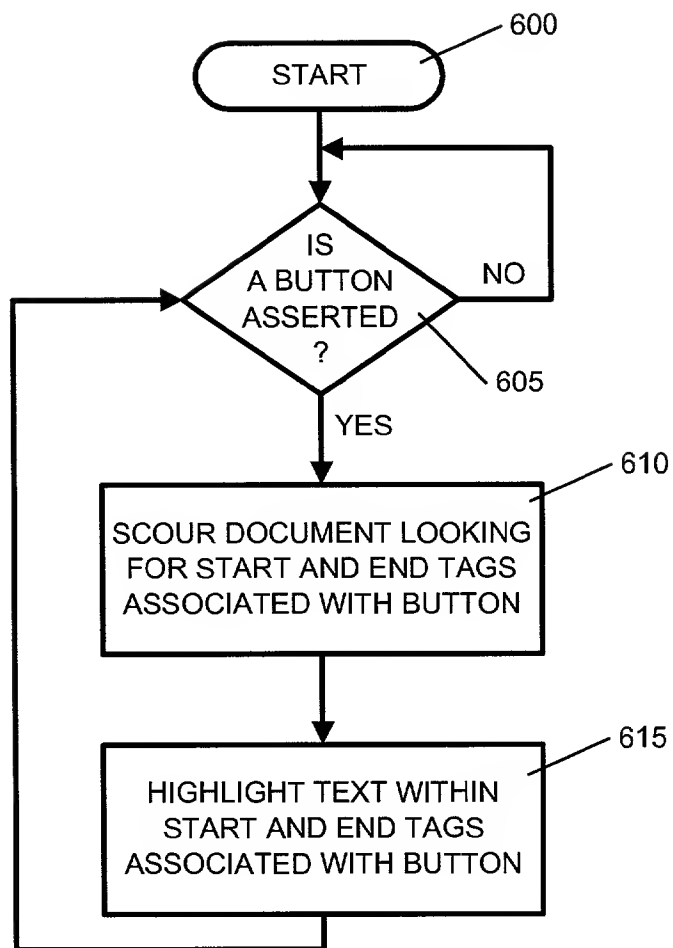 600
START
IS
A BUTTON
ASSERTED
?
NO
605
YES
610
SCOUR DOCUMENT LOOKING
FOR START AND END TAGS
ASSOCIATED WITH BUTTON
615
HIGHLIGHT TEXT WITHIN
START AND END TAGS
ASSOCIATED WITH BUTTON